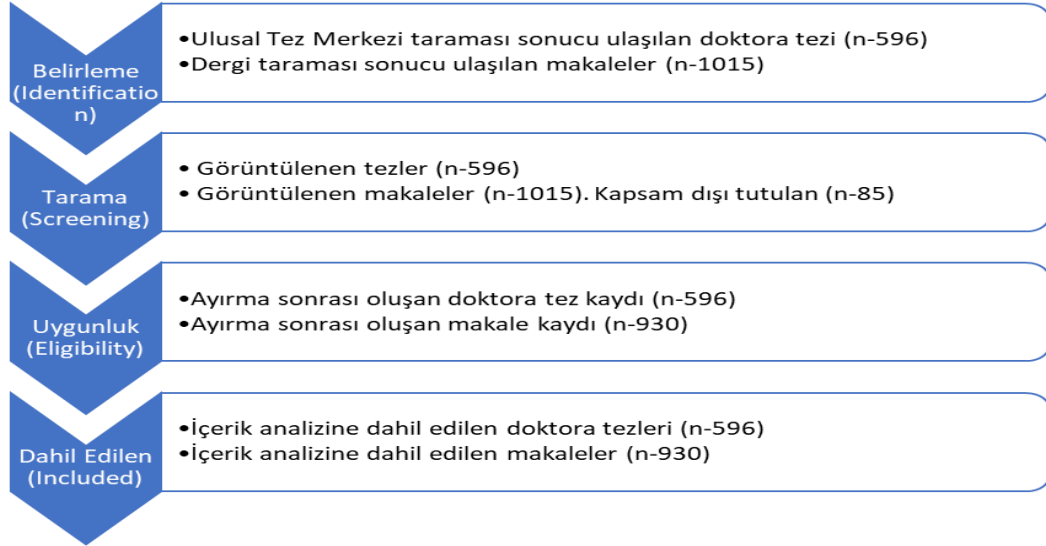 Belirleme
(Identificatio
n)
•Ulusal Tez Merkezi taraması sonucu ulaşılan doktora tezi (n-596)
•Dergi taraması sonucu ulaşılan makaleler (n-1015)
Tarama
(Screening)
• Görüntülenen tezler (n-596)
• Görüntülenen makaleler (n-1015). Kapsam dışı tutulan (n-85)
Uygunluk
(Eligibility)
•Ayırma sonrası oluşan doktora tez kaydı (n-596)
•Ayırma sonrası oluşan makale kaydı (n-930)
Dahil Edilen
(Included)
•İçerik analizine dahil edilen doktora tezleri (n-596)
•İçerik analizine dahil edilen makaleler (n-930)